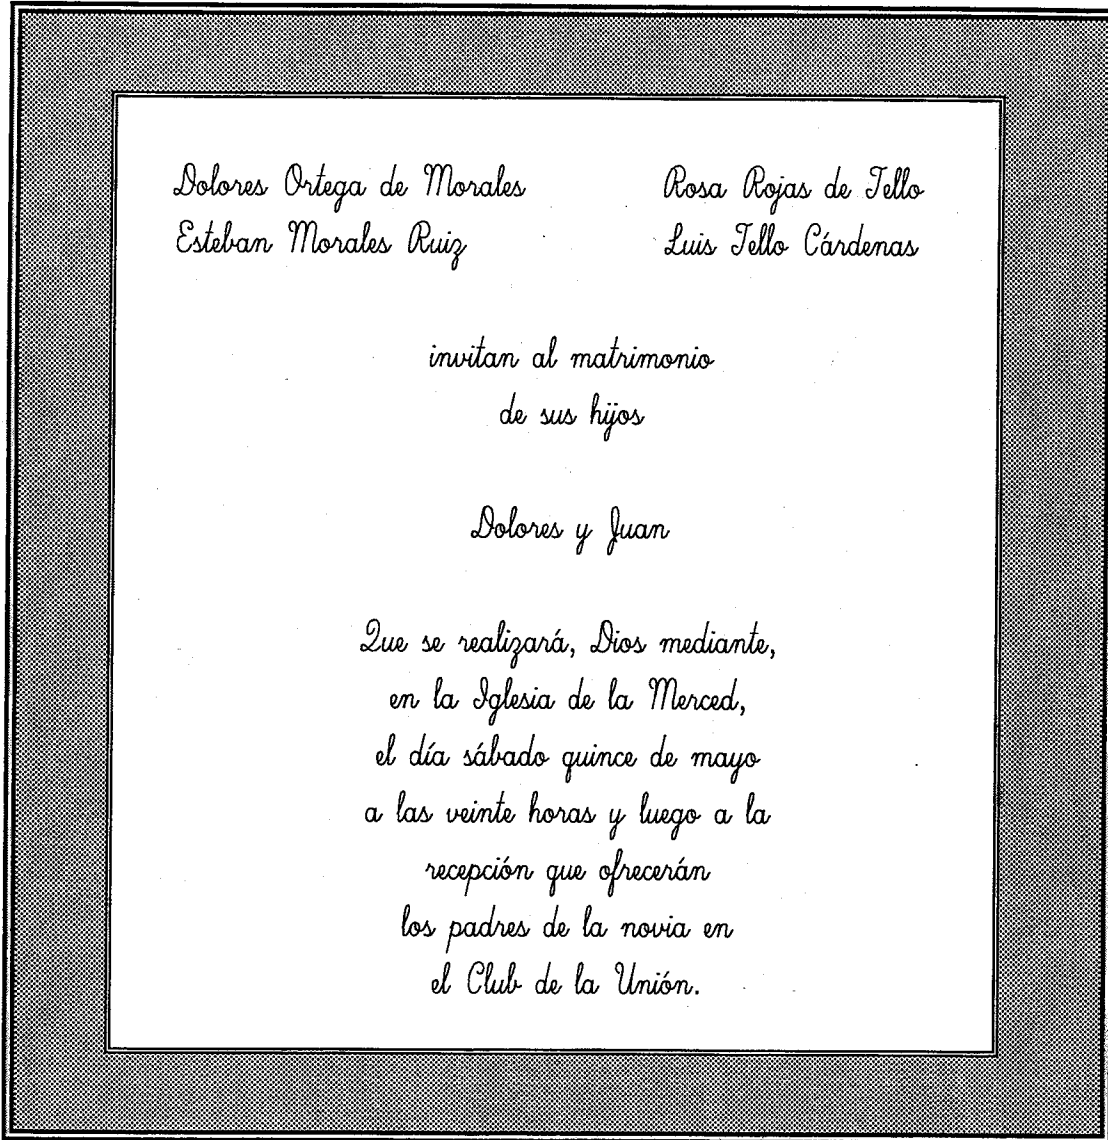 Dolores Ortega de Morales
Esteban Morales Ruiz
Rosa Rojas de Tello
Luis Tello Cárdenas
invitan al matrimonio
de sus hijos
Dolores y Juan
Que se realizará, Dios mediante,
en la Iglesia de la Merced,
el día sábado quince de mayo
a las veinte horas y luego a la
recepción que ofrecerán
los padres de la novia en
el Club de la Unión.